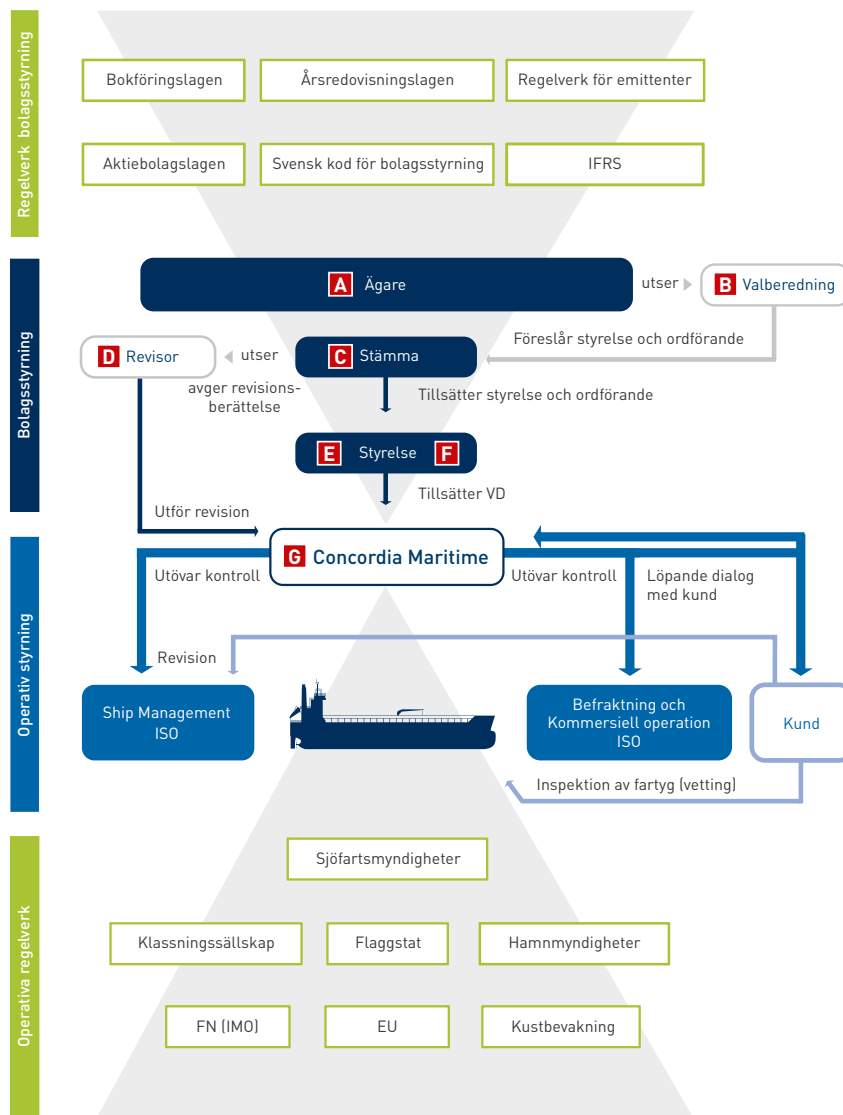 Regelverk bolagsstyrning
Bokföringslagen
Årsredovisningslagen
Regelverk för emittenter
Aktiebolagslagen
Svensk kod för bolagsstyrning
IFRS
Bolagsstyrning
A Ägare
utser
B Valberedning
Föreslår styrelse och ordförande
D Revisor
utser
C Stämma
avger revisions-
berättelse
Tillsätter styrelse och ordförande
E Styrelse F
Tillsätter VD
Utför revision
Operativ styrning
G Concordia Maritime
Utövar kontroll
Utövar kontroll
Löpande dialog
med kund
Revision
Ship Management
ISO
Befraktning och
Kommersiell operation
ISO
Kund
Inspektion av fartyg (vetting)
Operativa regelverk
Sjöfartsmyndigheter
Klassningssällskap
Flaggstat
Hamnmyndigheter
FN (IMO)
EU
Kustbevakning